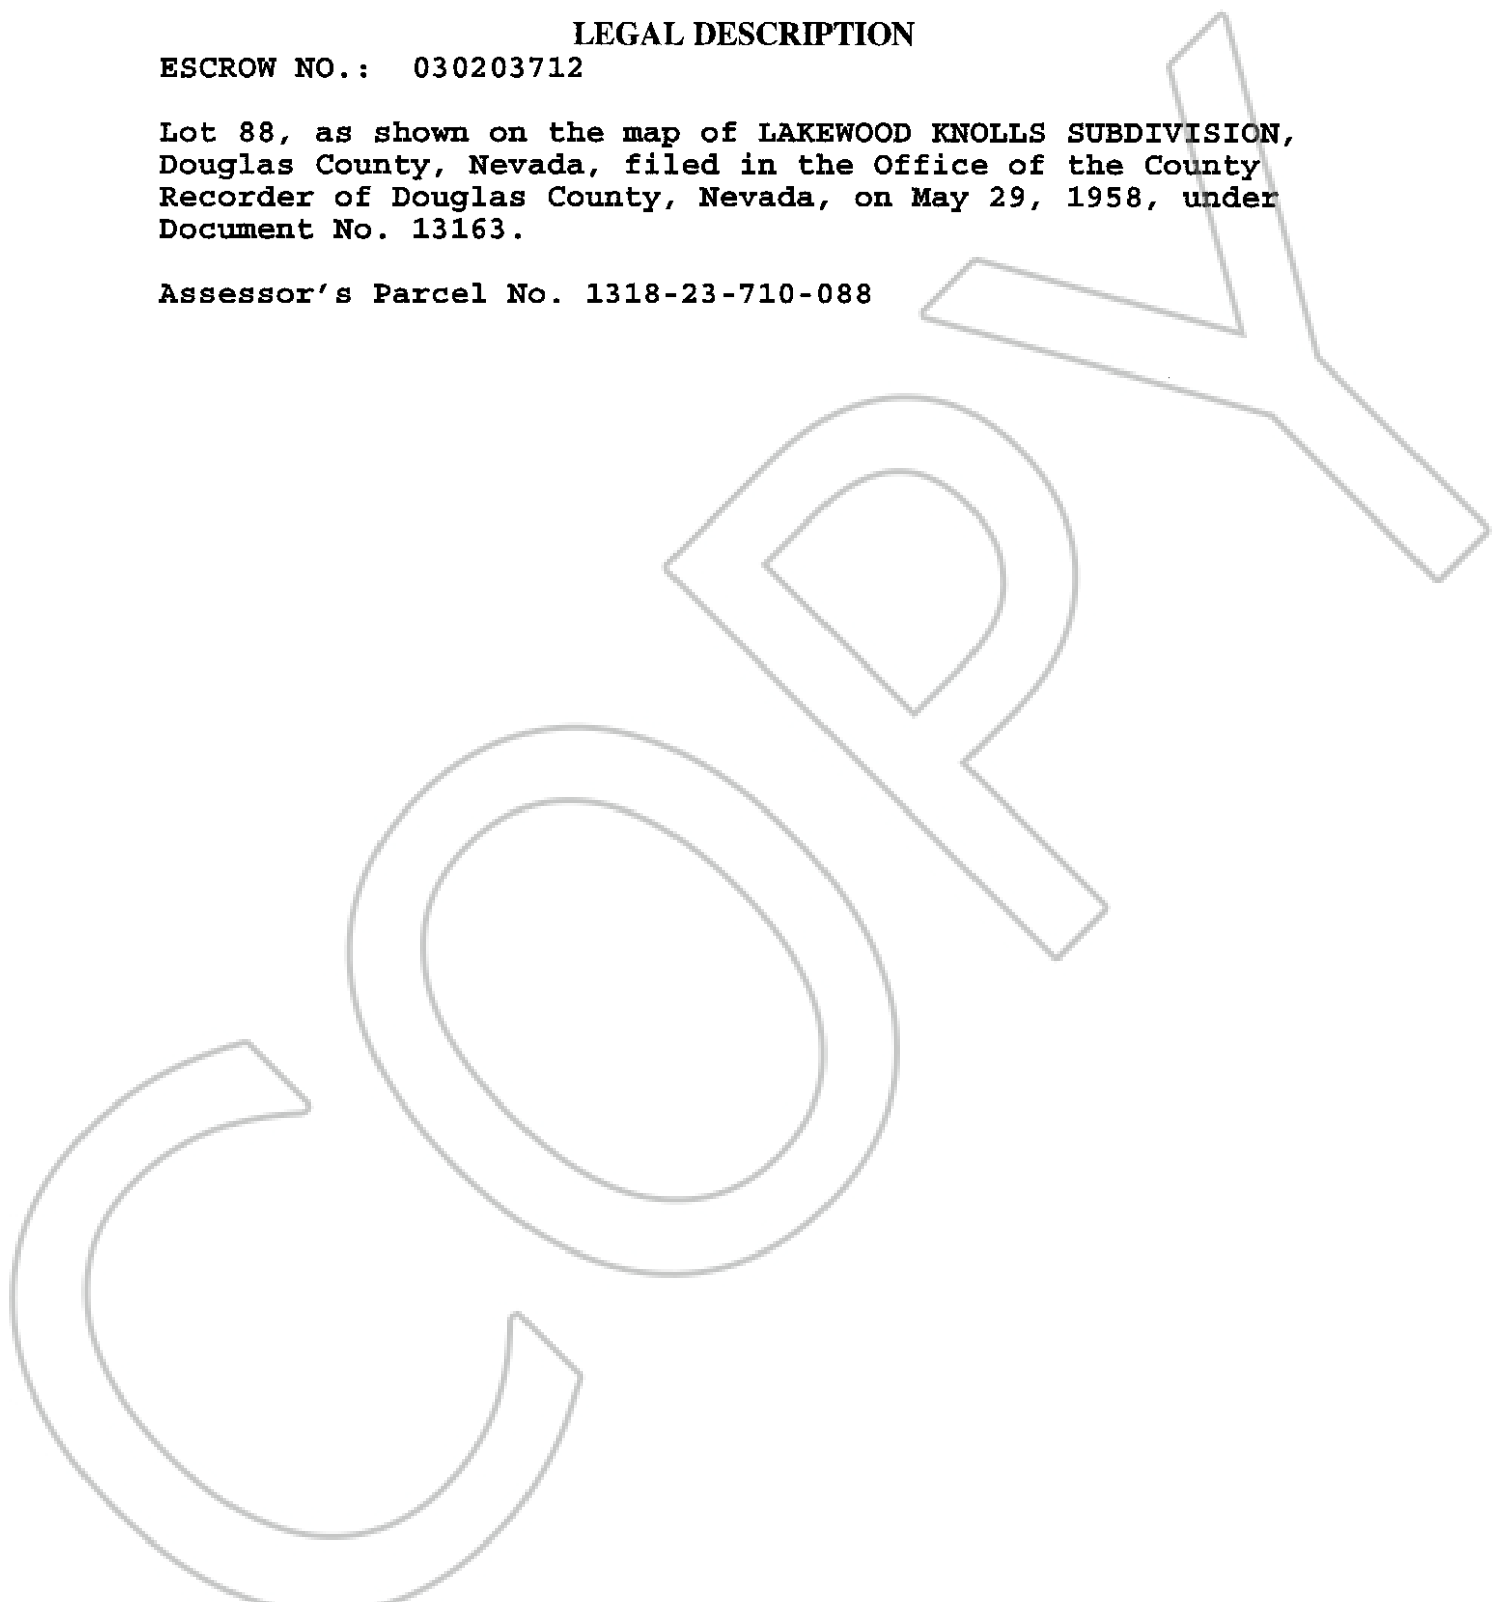 LEGAL DESCRIPTION
ESCROW NO.: 030203712
Lot 88, as shown on the map of LAKEWOOD KNOLLS SUBDIVISION,
Douglas County, Nevada, filed in the Office of the County
Recorder of Douglas County, Nevada, on May 29, 1958, under
Document No. 13163.
Assessor's Parcel No. 1318-23-710-088
COPY